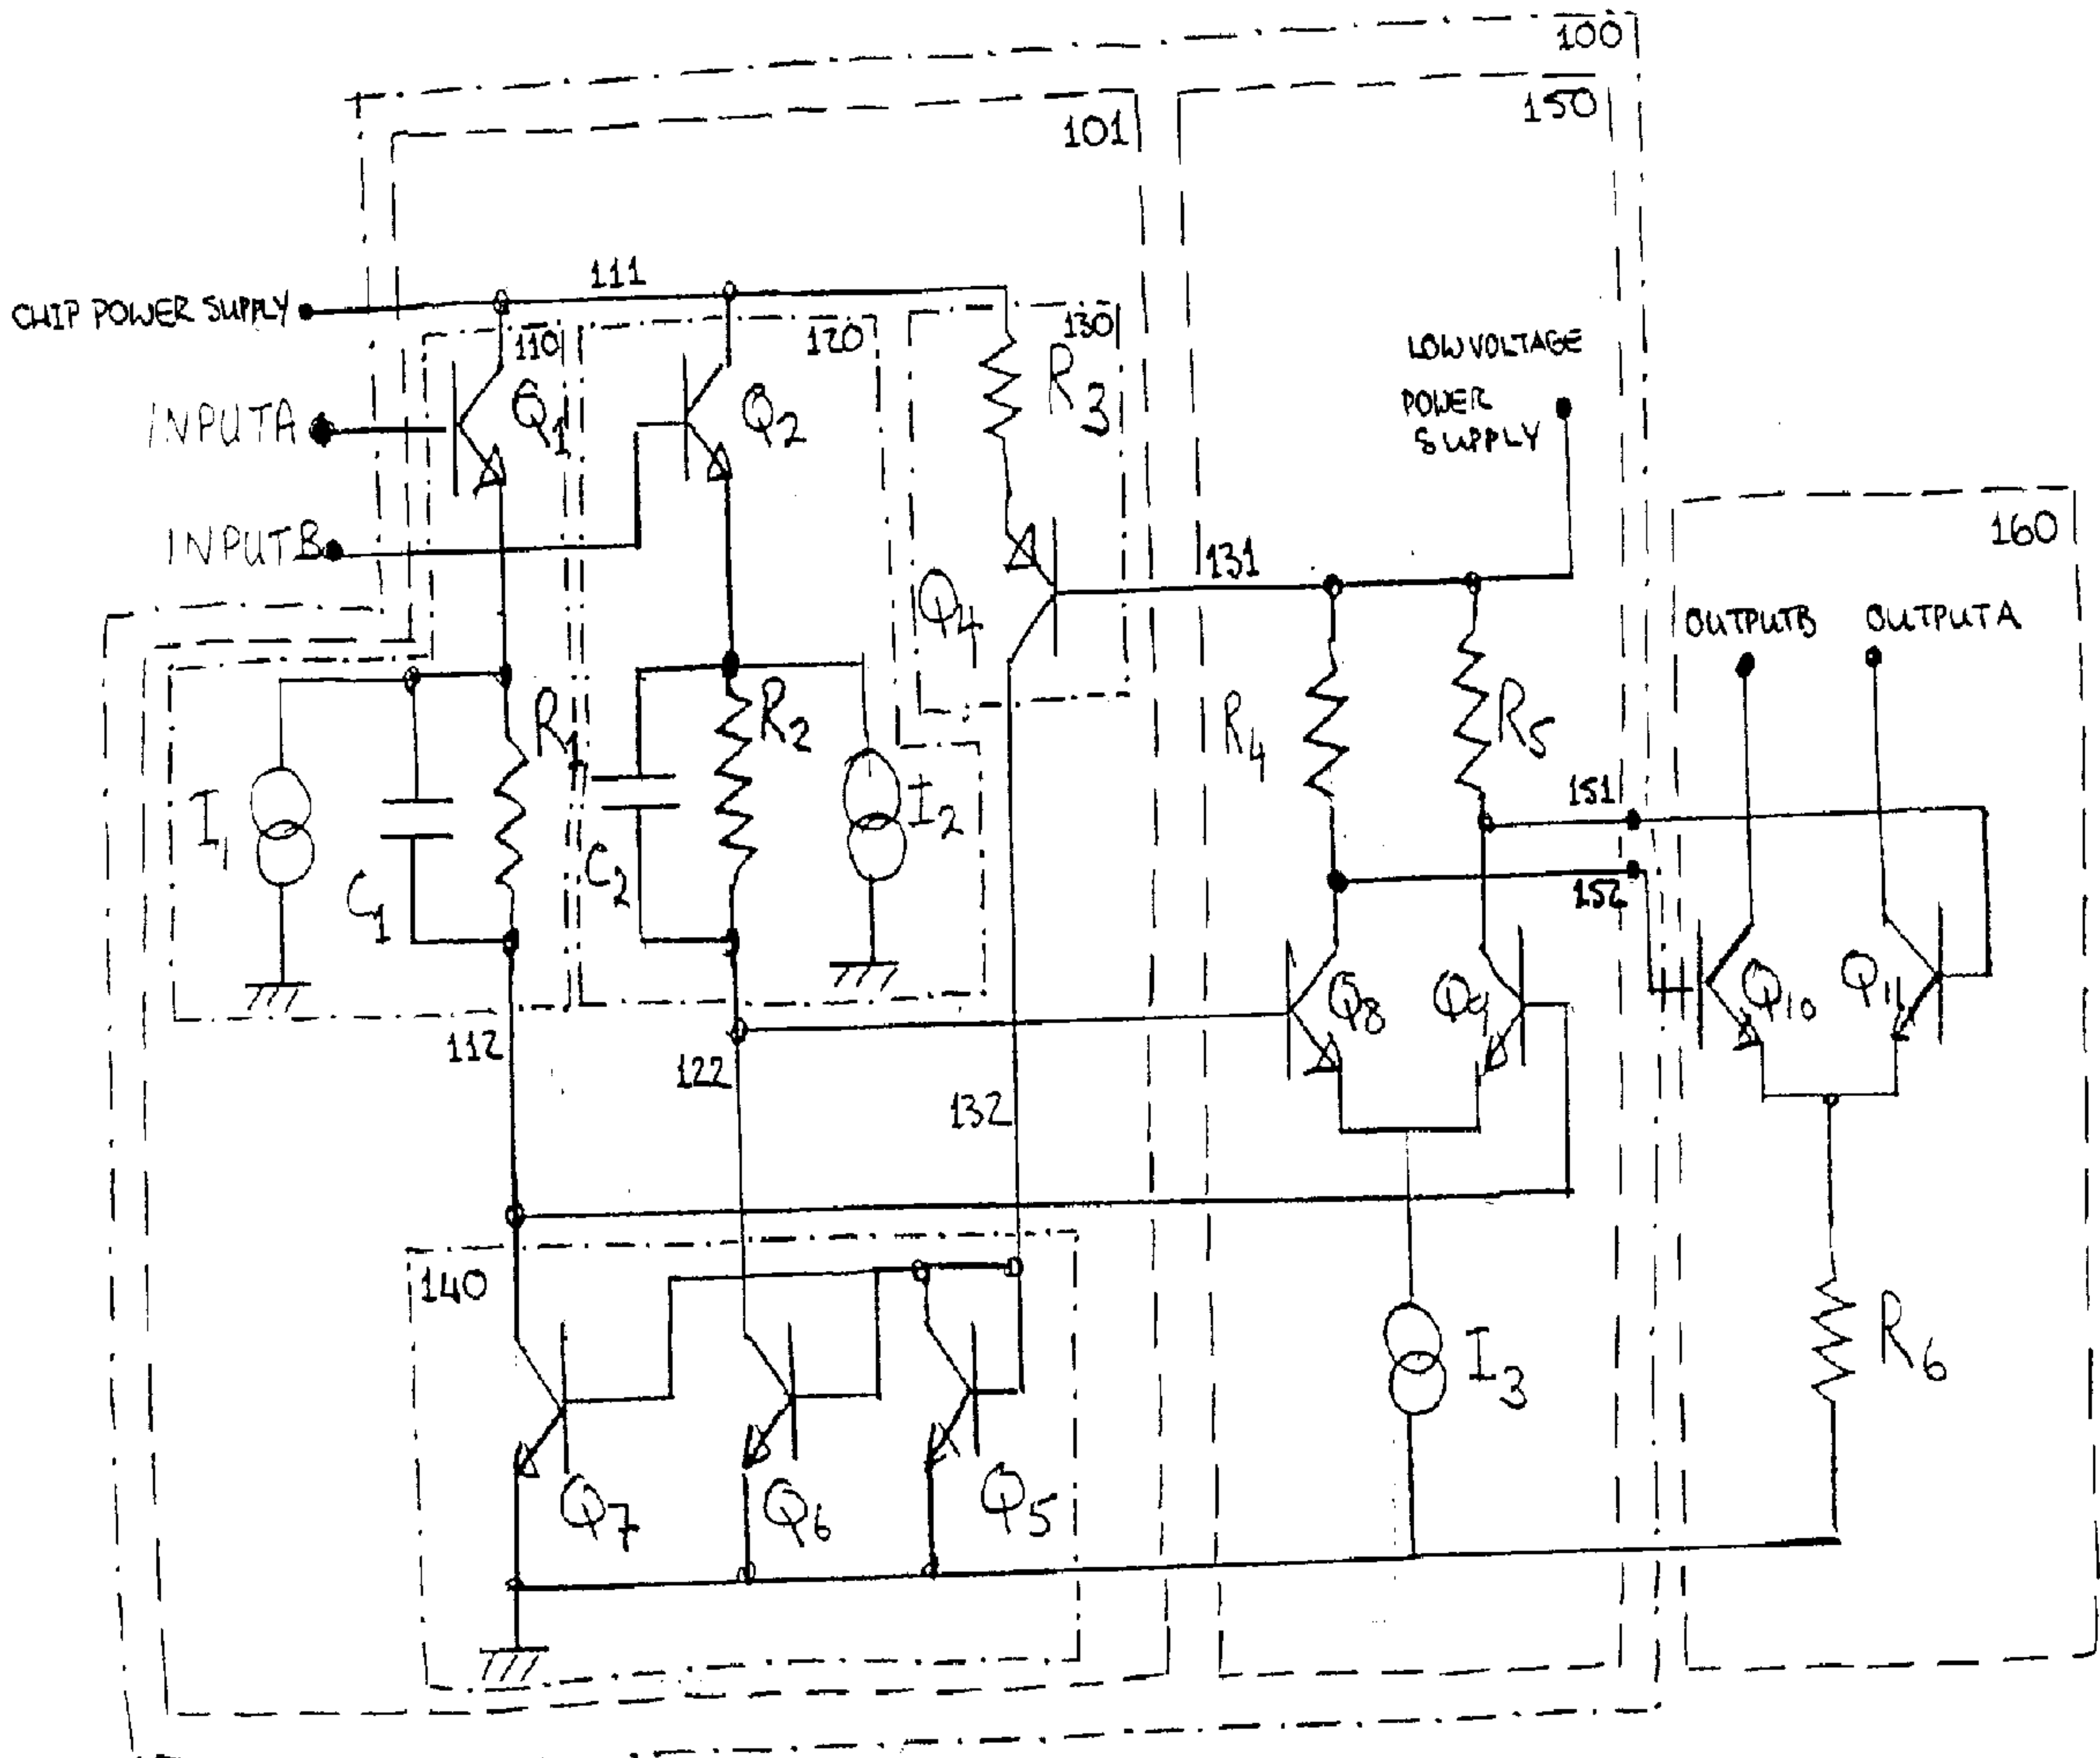 100
150
101
111
CHIP POWER SUPPLY
110
120
130
LOW VOLTAGE
POWER
SUPPLY
Q1
Q2
R3
INPUTA
INPUTB
160
131
Q4
OUTPUTB
OUTPUTA
R1
R2
R4
R5
I1
I2
151
C1
C2
152
Q8
Q9
Q10
Q11
112
122
132
140
I3
R6
Q7
Q6
Q5